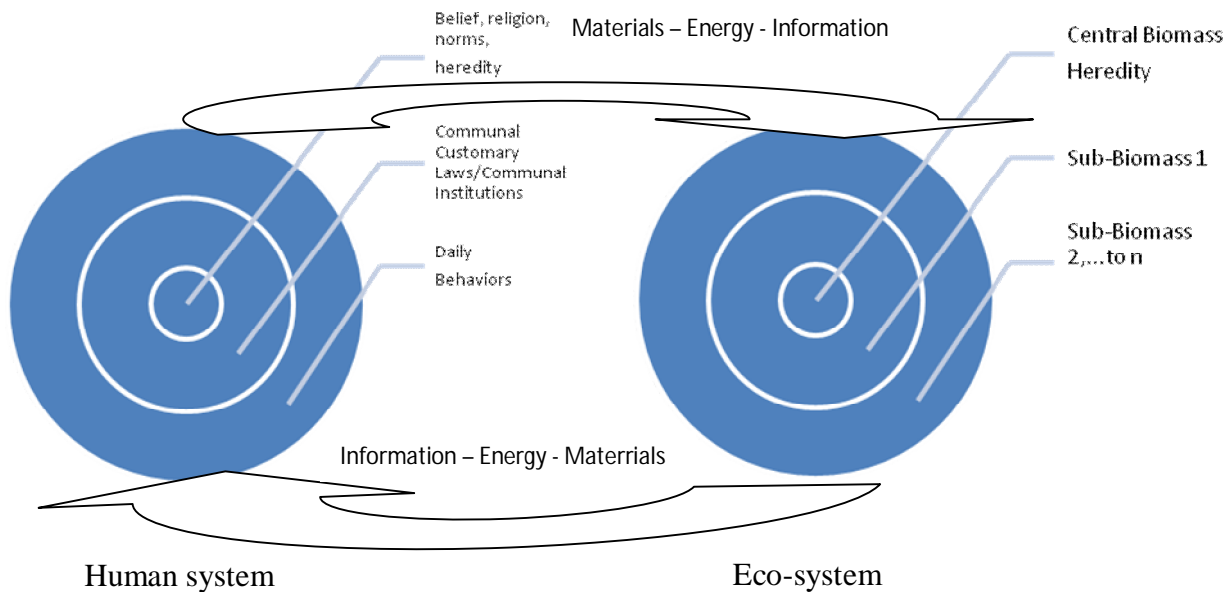 Belief, religion,
norms,
heredity
Materials – Energy - Information
Central Biomass
Heredity
Communal
Customary
Laws/Communal
Institutions
Sub-Biomass 1
Daily
Behaviors
Sub-Biomass
2,...to n
Information – Energy - Materrials
Human system
Eco-system